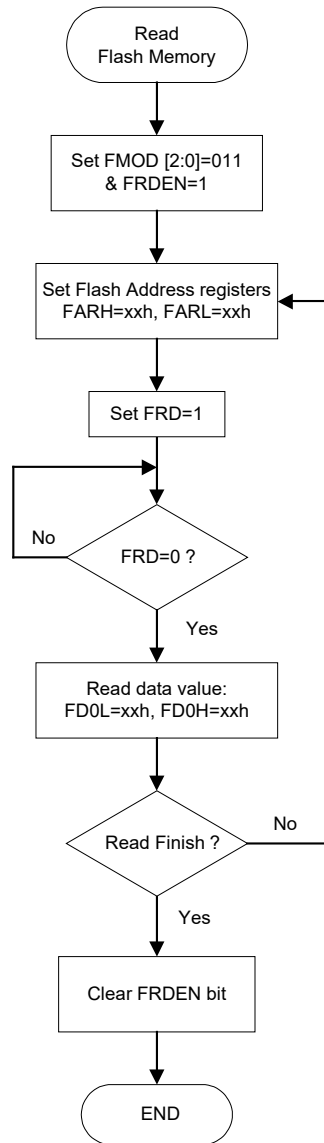 Read
Flash Memory
Set FMOD [2:0]=011
& FRDEN=1
Set Flash Address registers
FARH=xxh, FARL=xxh
Set FRD=1
No
FRD=0 ?
Yes
Read data value:
FD0L=xxh, FD0H=xxh
Read Finish ?
No
Yes
Clear FRDEN bit
END